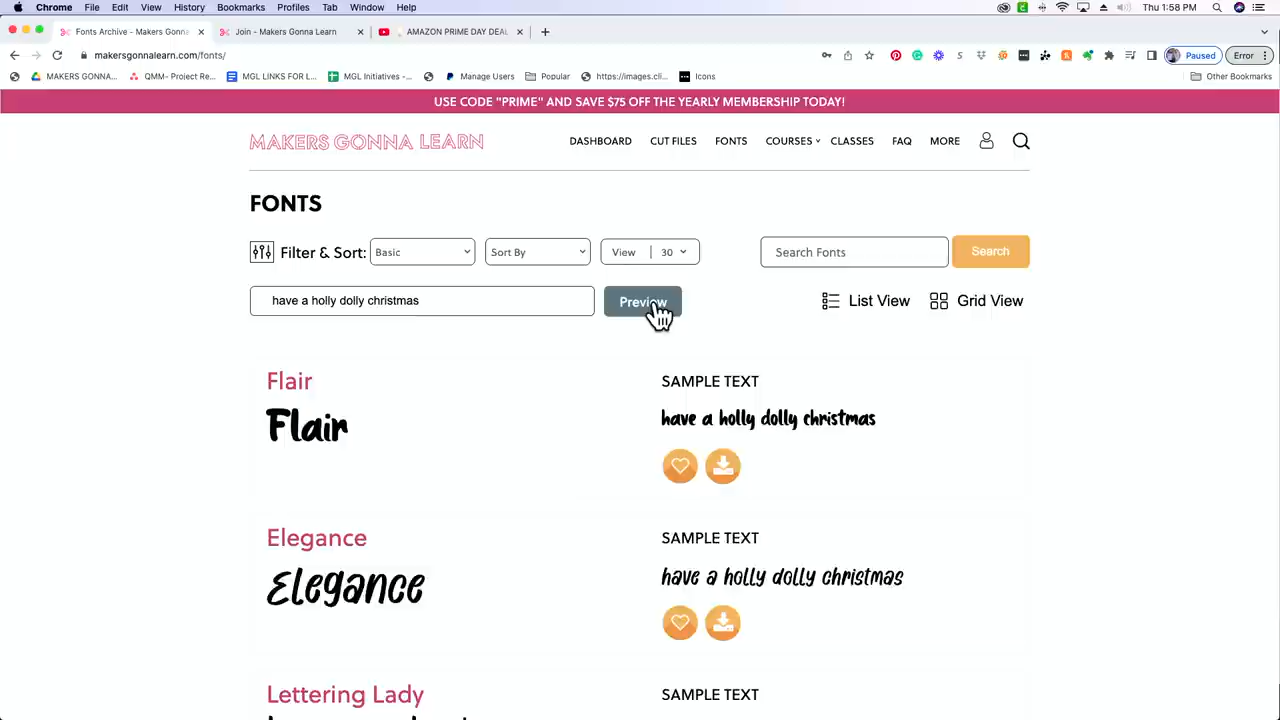 Chrome File Edit View History Bookmarks Profiles Tab Window Help Thu 1:58 PM
Fonts Archive - Makers Gonna Join - Makers Gonna Learn AMAZON PRIME DAY DEAL
makersgonnalearn.com/fonts/ Paused Error
MAKERS GONNA... QMM- Project Re... MGL LINKS FOR L... MGL Initiatives -... Manage Users Popular https://images.cli... Icons Other Bookmarks
USE CODE "PRIME" AND SAVE $75 OFF THE YEARLY MEMBERSHIP TODAY!
MAKERS GONNA LEARN DASHBOARD CUT FILES FONTS COURSES CLASSES FAQ MORE
FONTS
Filter & Sort: Basic Sort By View | 30 Search Fonts Search
have a holly dolly christmas Preview List View Grid View
Flair SAMPLE TEXT
Flair have a holly dolly christmas
Elegance SAMPLE TEXT
Elegance have a holly dolly christmas
Lettering Lady SAMPLE TEXT